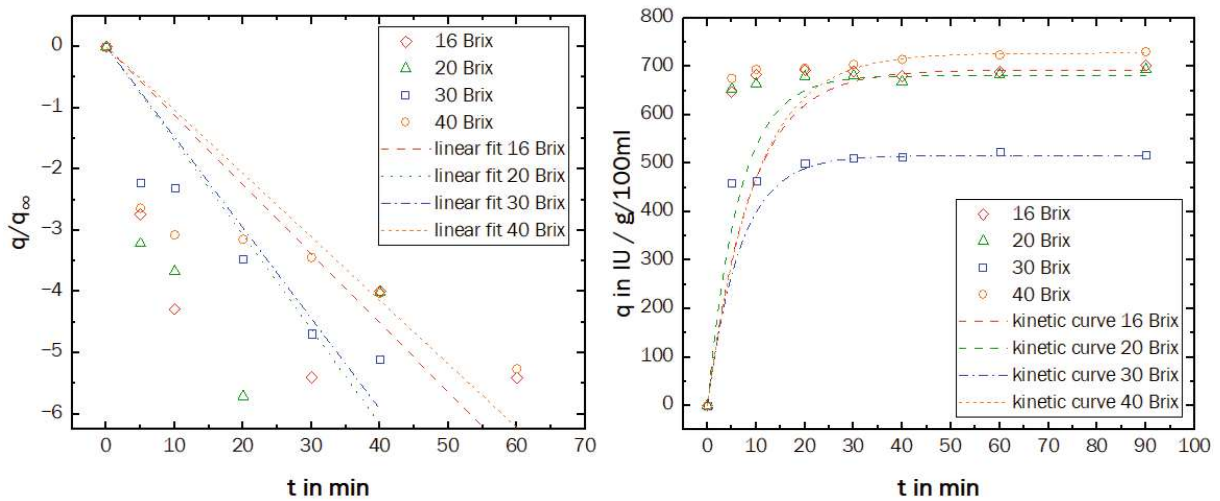 0
−1
−2
−3
−4
−5
−6
q/q∞
0 10 20 30 40 50 60 70
t in min
16 Brix
20 Brix
30 Brix
40 Brix
linear fit 16 Brix
linear fit 20 Brix
linear fit 30 Brix
linear fit 40 Brix
800
700
600
500
400
300
200
100
0
q in IU / g/100ml
0 10 20 30 40 50 60 70 80 90 100
t in min
16 Brix
20 Brix
30 Brix
40 Brix
kinetic curve 16 Brix
kinetic curve 20 Brix
kinetic curve 30 Brix
kinetic curve 40 Brix